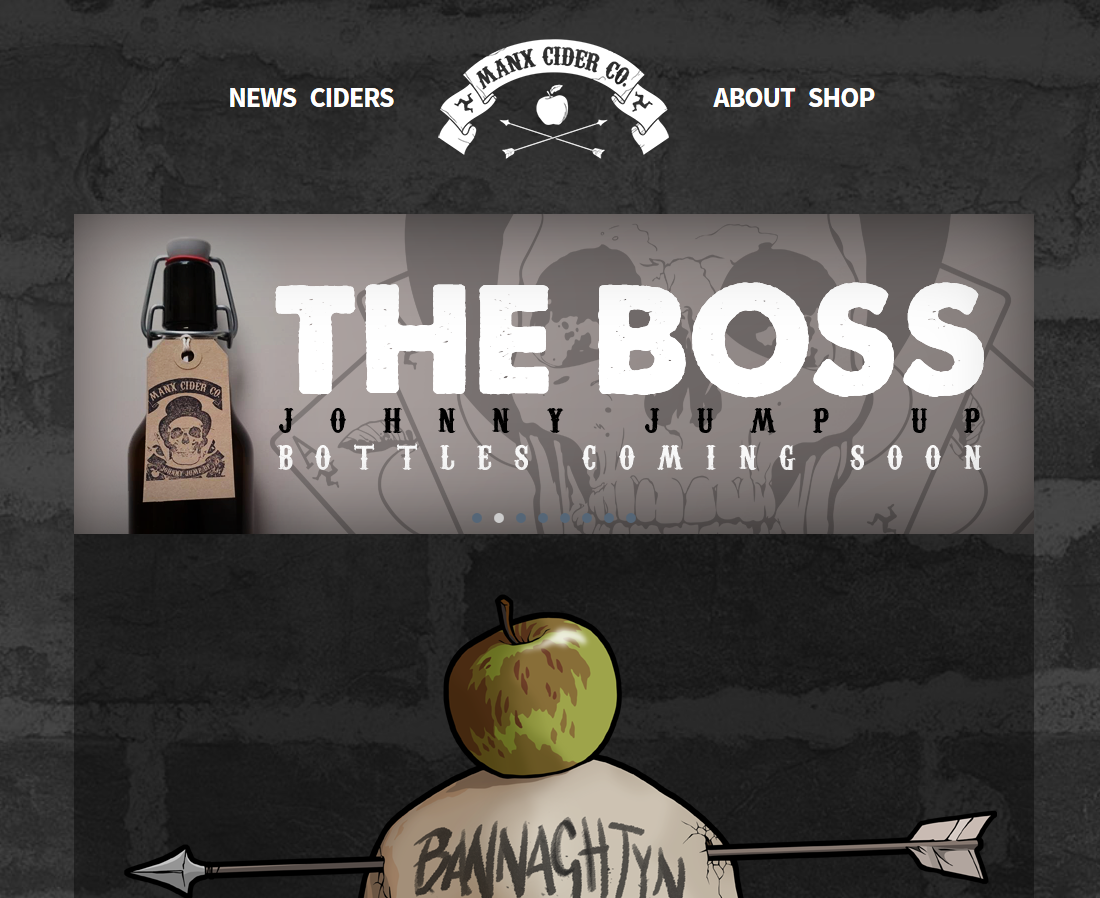 NEWS CIDERS
MANX CIDER CO.
ABOUT SHOP
THE BOSS
JOHNNY JUMP UP
BOTTLES COMING SOON
MANX CIDER CO.
JOHNNY JUMP UP
BANNAGHTYN